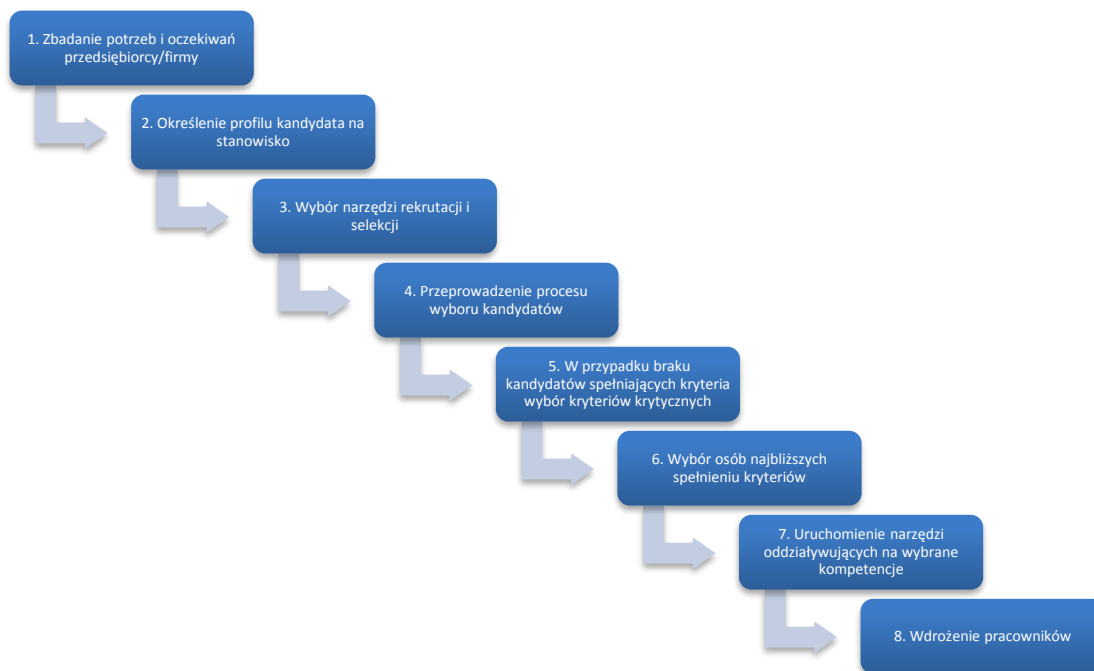 1. Zbadanie potrzeb i oczekiwań
przedsiębiorcy/firmy
2. Określenie profilu kandydata na
stanowisko
3. Wybór narzędzi rekrutacji i
selekcji
4. Przeprowadzenie procesu
wyboru kandydatów
5. W przypadku braku
kandydatów spełniających kryteria
wybór kryteriów krytycznych
6. Wybór osób najbliższych
spełnieniu kryteriów
7. Uruchomienie narzędzi
oddziaływujących na wybrane
kompetencje
8. Wdrożenie pracowników